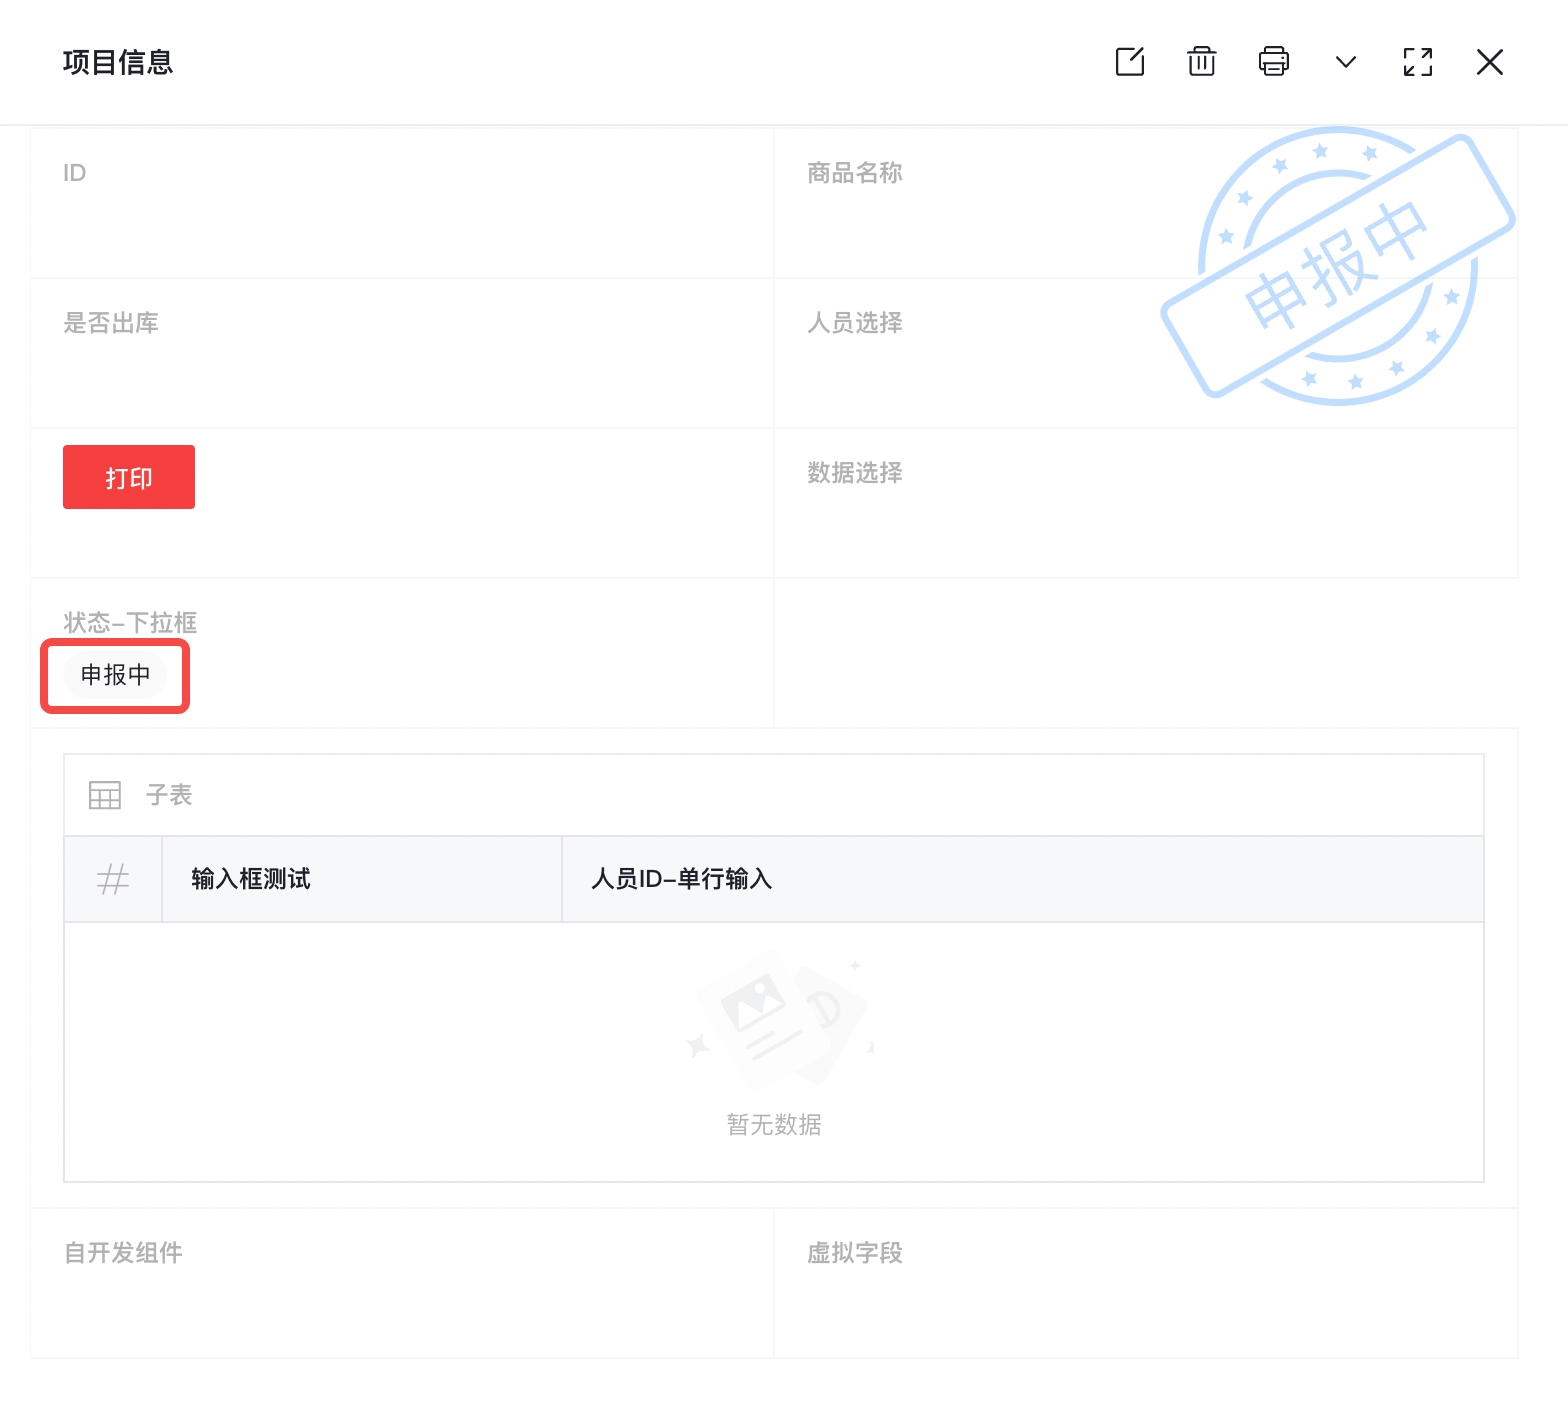 项目信息
ID
商品名称
申报中
是否出库
人员选择
打印
数据选择
状态–下拉框
申报中
子表
# 输入框测试 人员ID–单行输入
暂无数据
自开发组件
虚拟字段